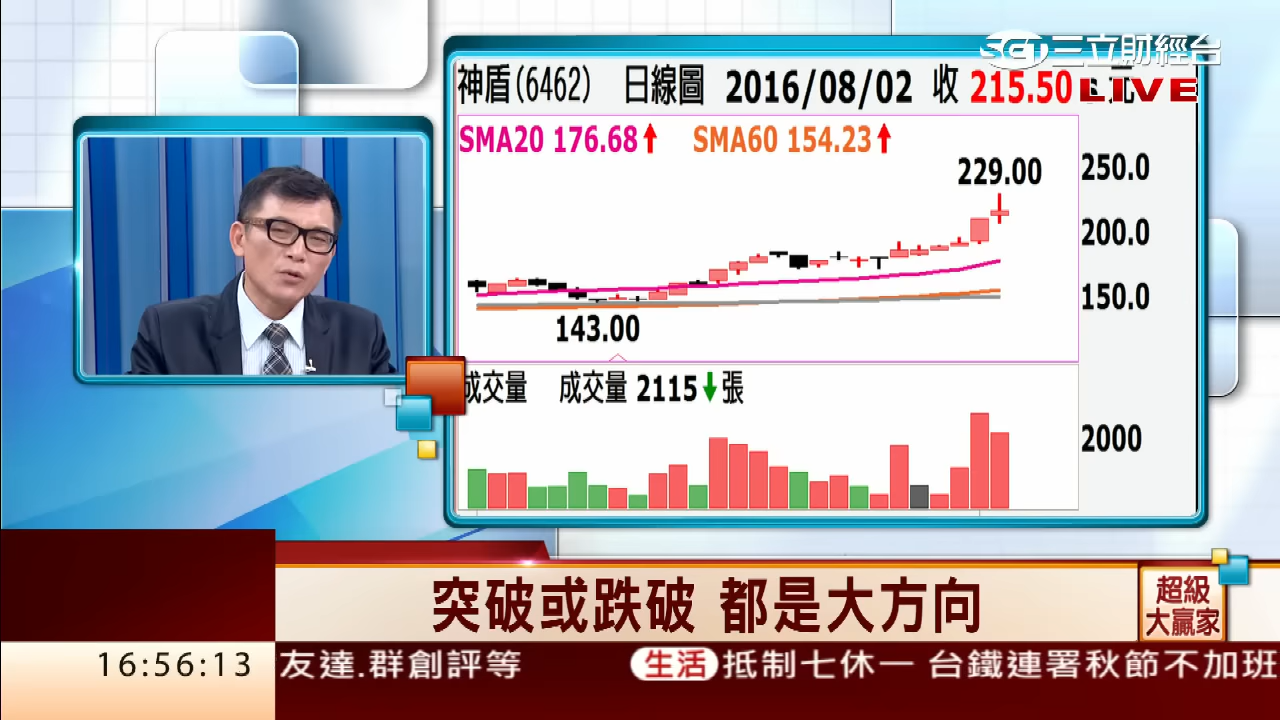 SET三立財經台
LIVE
神盾(6462) 日線圖 2016/08/02 收 215.50 元
SMA20 176.68↑ SMA60 154.23↑
229.00
250.0
200.0
150.0
143.00
成交量 成交量 2115↓張
2000
突破或跌破 都是大方向
超級
大贏家
16:56:13
友達.群創評等 生活 抵制七休一 台鐵連署秋節不加班